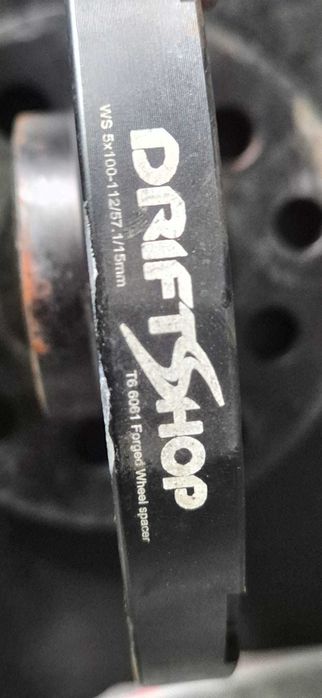 DRIFTSHOP
WS 5x100-112/57.1/15mm
T6 6061 Forged Wheel spacer